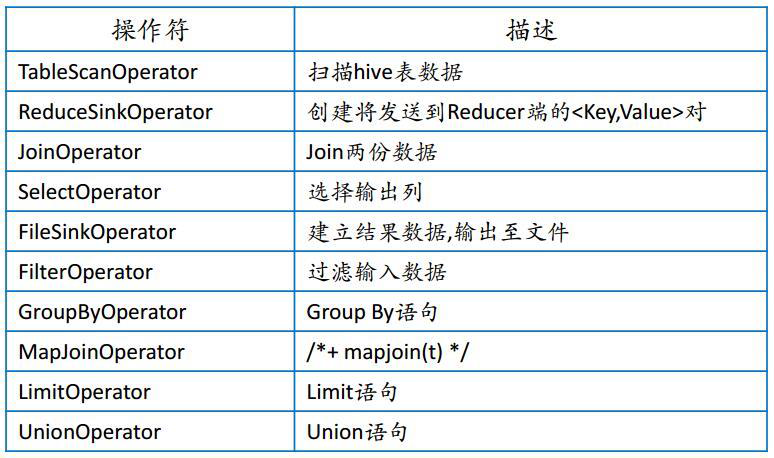 操作符 描述
TableScanOperator 扫描hive表数据
ReduceSinkOperator 创建将发送到Reducer端的<Key,Value>对
JoinOperator Join两份数据
SelectOperator 选择输出列
FileSinkOperator 建立结果数据,输出至文件
FilterOperator 过滤输入数据
GroupByOperator Group By语句
MapJoinOperator /*+ mapjoin(t) */
LimitOperator Limit语句
UnionOperator Union语句